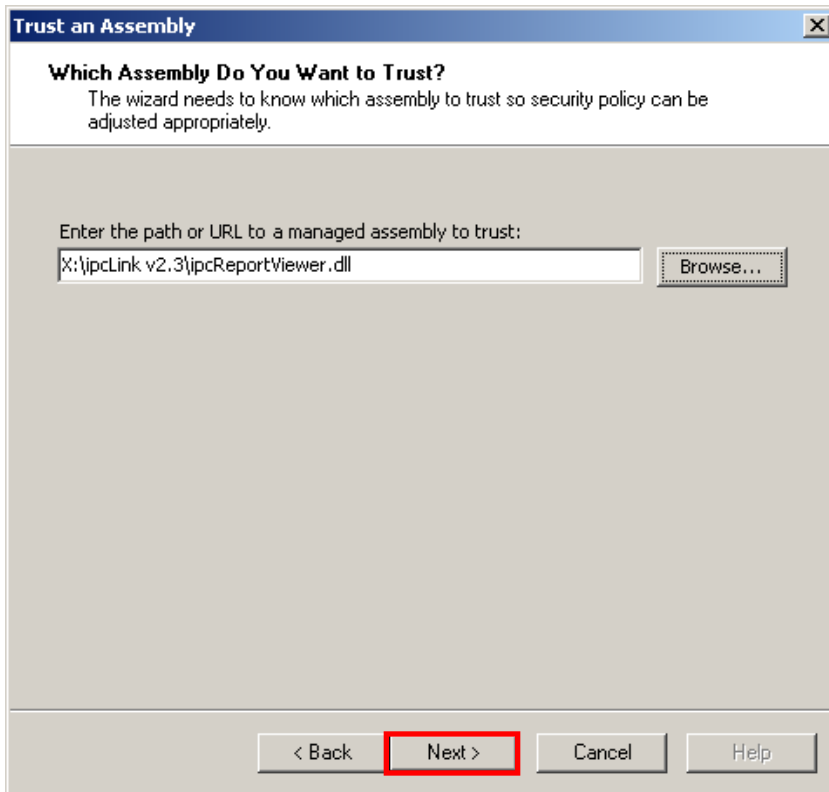 Trust an Assembly
Which Assembly Do You Want to Trust?
The wizard needs to know which assembly to trust so security policy can be
adjusted appropriately.
Enter the path or URL to a managed assembly to trust:
X:\ipcLink v2.3\ipcReportViewer.dll
Browse...
< Back
Next >
Cancel
Help